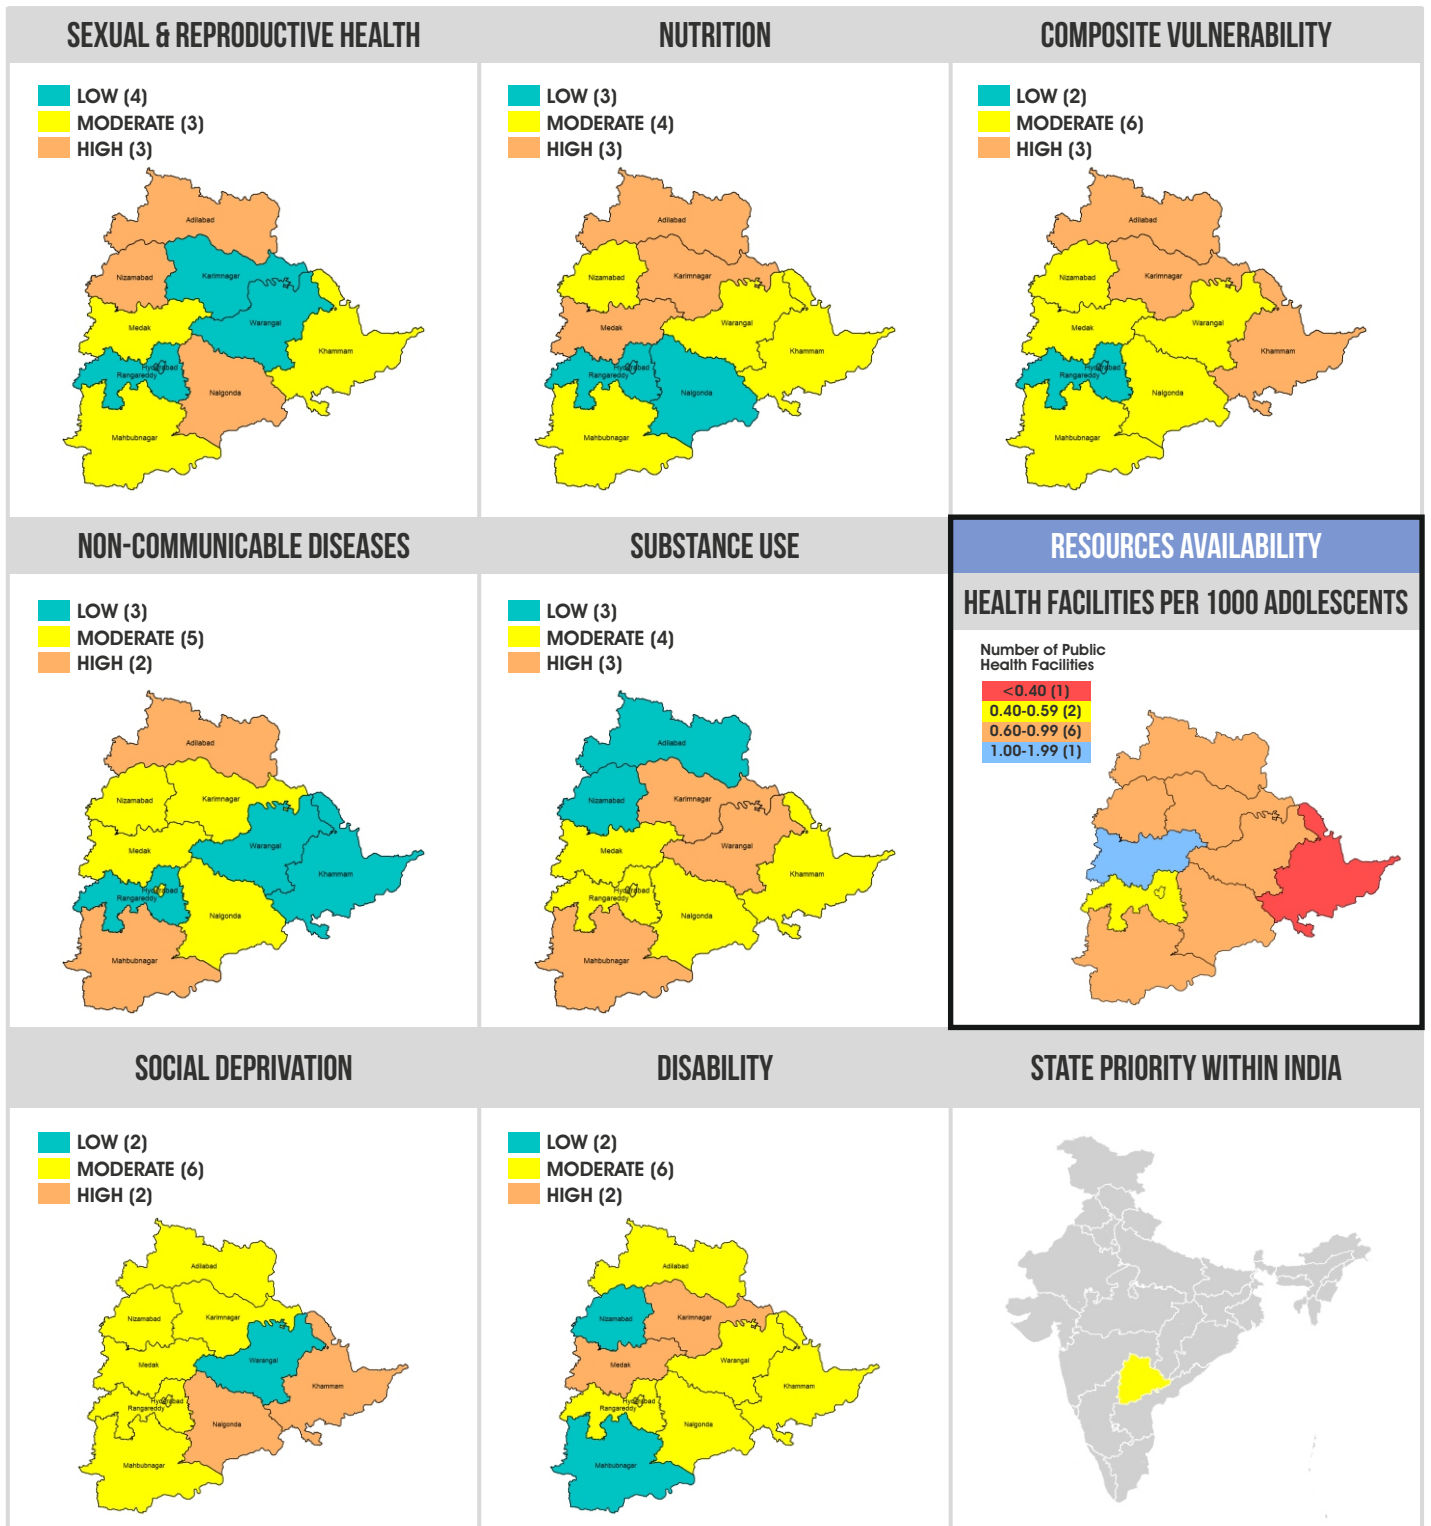 SEXUAL & REPRODUCTIVE HEALTH
LOW (4)
MODERATE (3)
HIGH (3)
Adilabad
Nizamabad
Karimnagar
Medak
Warangal
Khammam
Hyderabad
Rangareddy
Nalgonda
Mahbubnagar
NUTRITION
LOW (3)
MODERATE (4)
HIGH (3)
Adilabad
Nizamabad
Karimnagar
Medak
Warangal
Khammam
Hyderabad
Rangareddy
Nalgonda
Mahbubnagar
COMPOSITE VULNERABILITY
LOW (2)
MODERATE (6)
HIGH (3)
Adilabad
Nizamabad
Karimnagar
Medak
Warangal
Khammam
Hyderabad
Rangareddy
Nalgonda
Mahbubnagar
NON-COMMUNICABLE DISEASES
LOW (3)
MODERATE (5)
HIGH (2)
Adilabad
Nizamabad
Karimnagar
Medak
Warangal
Khammam
Hyderabad
Rangareddy
Nalgonda
Mahbubnagar
SUBSTANCE USE
LOW (3)
MODERATE (4)
HIGH (3)
Adilabad
Nizamabad
Karimnagar
Medak
Warangal
Khammam
Hyderabad
Rangareddy
Nalgonda
Mahbubnagar
RESOURCES AVAILABILITY
HEALTH FACILITIES PER 1000 ADOLESCENTS
Number of Public
Health Facilities
<0.40 (1)
0.40-0.59 (2)
0.60-0.99 (6)
1.00-1.99 (1)
SOCIAL DEPRIVATION
LOW (2)
MODERATE (6)
HIGH (2)
Adilabad
Nizamabad
Karimnagar
Medak
Warangal
Khammam
Hyderabad
Rangareddy
Nalgonda
Mahbubnagar
DISABILITY
LOW (2)
MODERATE (6)
HIGH (2)
Adilabad
Nizamabad
Karimnagar
Medak
Warangal
Khammam
Hyderabad
Rangareddy
Nalgonda
Mahbubnagar
STATE PRIORITY WITHIN INDIA